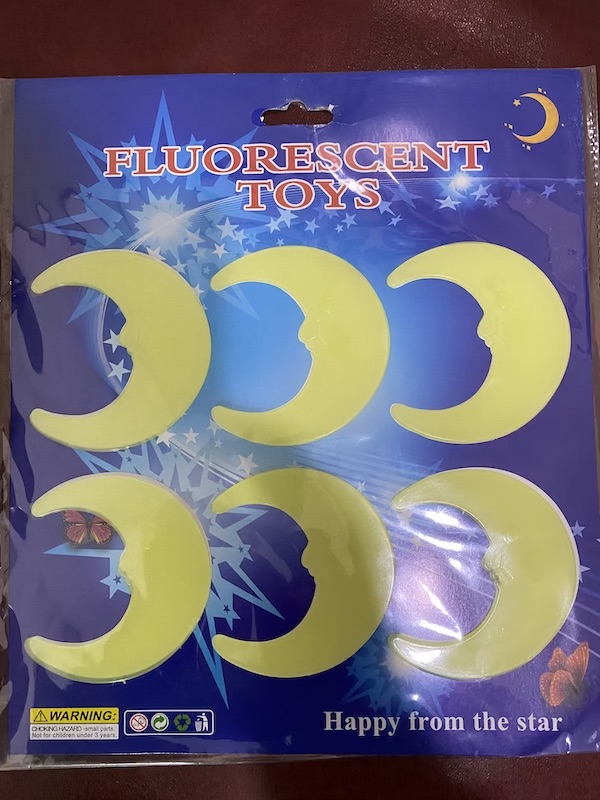 FLUORESCENT
TOYS
WARNING:
CHOKING HAZARD -small parts.
Not for children under 3 years.
Happy from the star